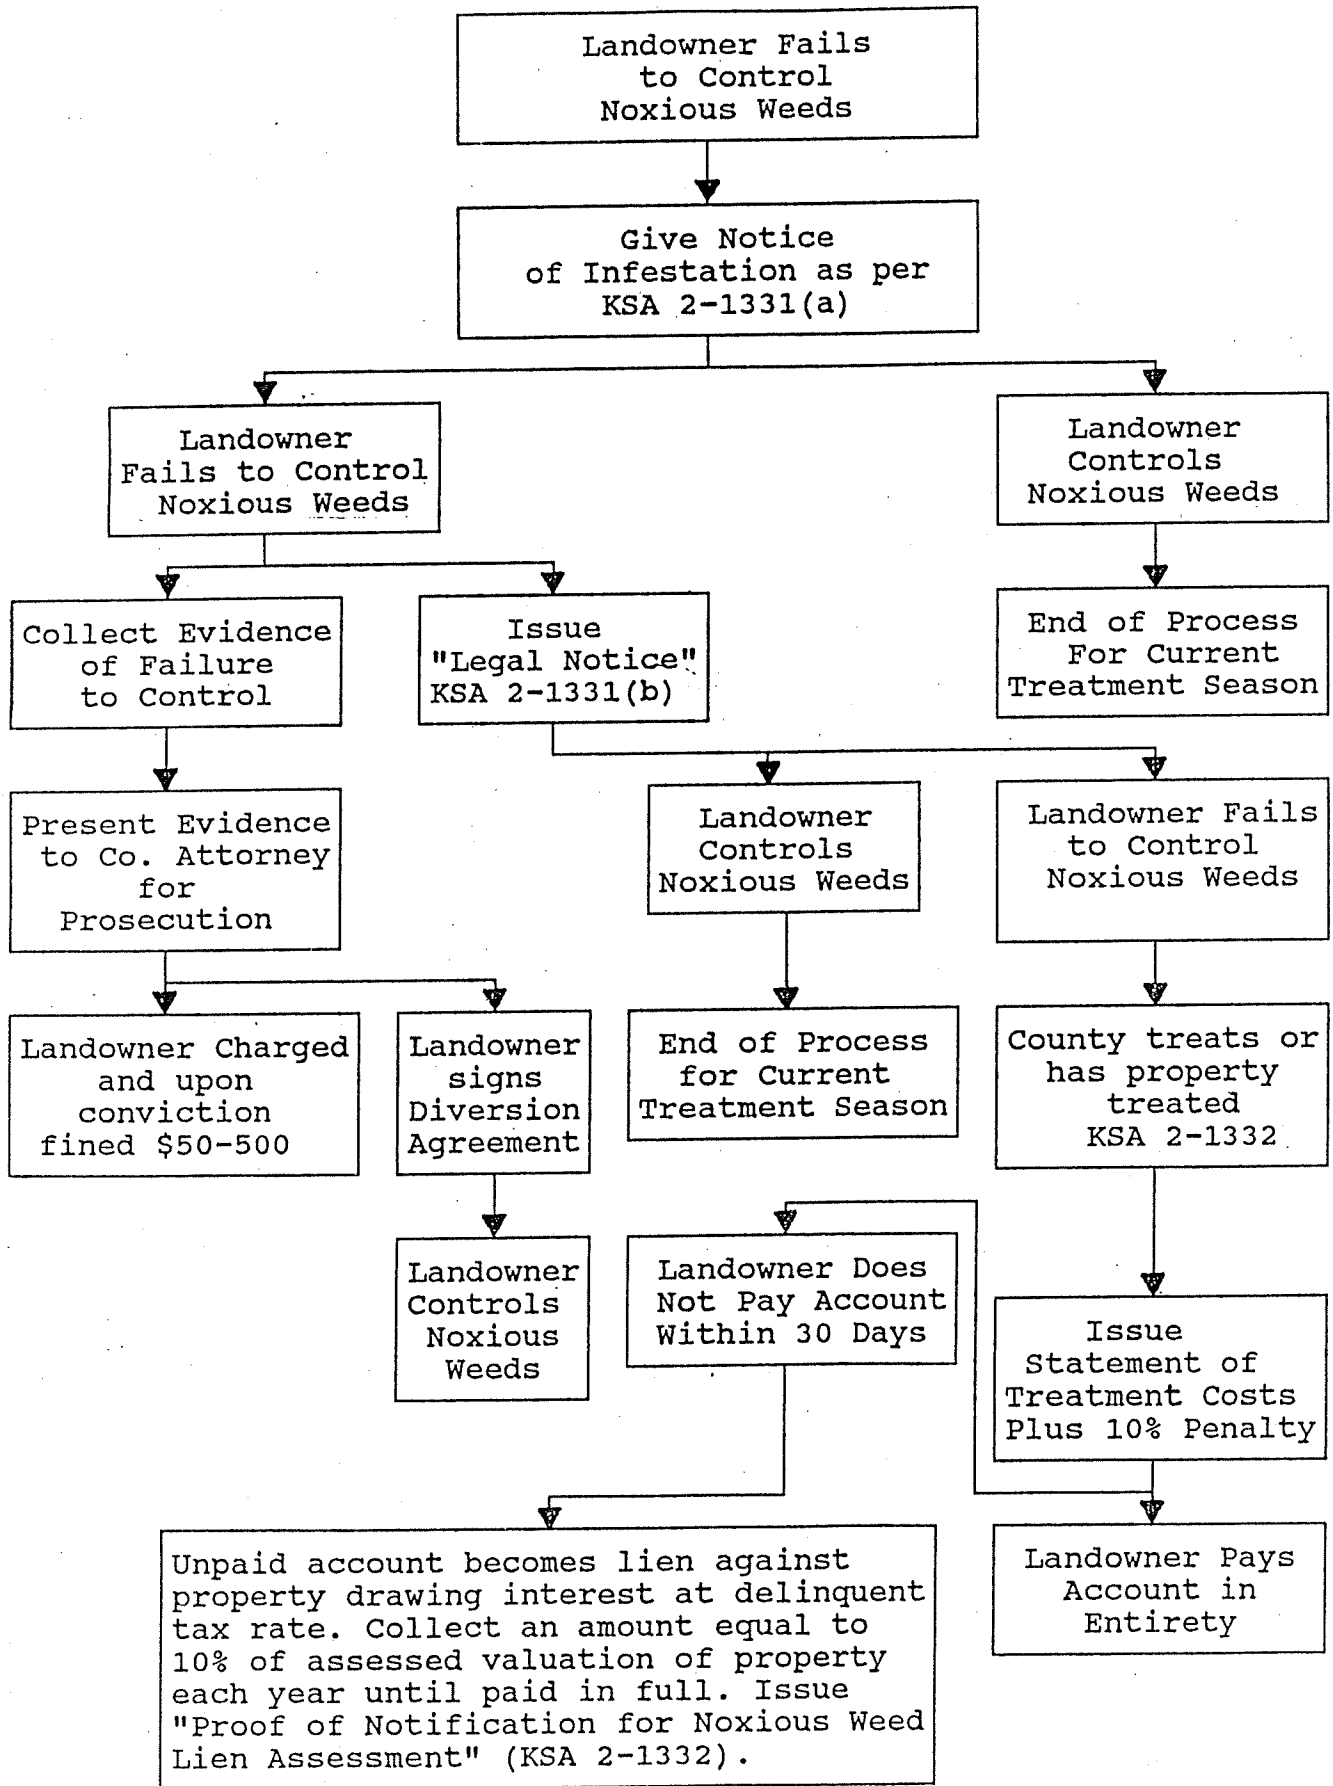 Landowner Fails
to Control
Noxious Weeds
Give Notice
of Infestation as per
KSA 2-1331(a)
Landowner
Fails to Control
Noxious Weeds
Landowner
Controls
Noxious Weeds
Collect Evidence
of Failure
to Control
Issue
"Legal Notice"
KSA 2-1331(b)
End of Process
For Current
Treatment Season
Present Evidence
to Co. Attorney
for
Prosecution
Landowner
Controls
Noxious Weeds
Landowner Fails
to Control
Noxious Weeds
Landowner Charged
and upon
conviction
fined $50-500
Landowner
signs
Diversion
Agreement
End of Process
for Current
Treatment Season
County treats or
has property
treated
KSA 2-1332
Landowner
Controls
Noxious
Weeds
Landowner Does
Not Pay Account
Within 30 Days
Issue
Statement of
Treatment Costs
Plus 10% Penalty
Unpaid account becomes lien against
property drawing interest at delinquent
tax rate. Collect an amount equal to
10% of assessed valuation of property
each year until paid in full. Issue
"Proof of Notification for Noxious Weed
Lien Assessment" (KSA 2-1332).
Landowner Pays
Account in
Entirety